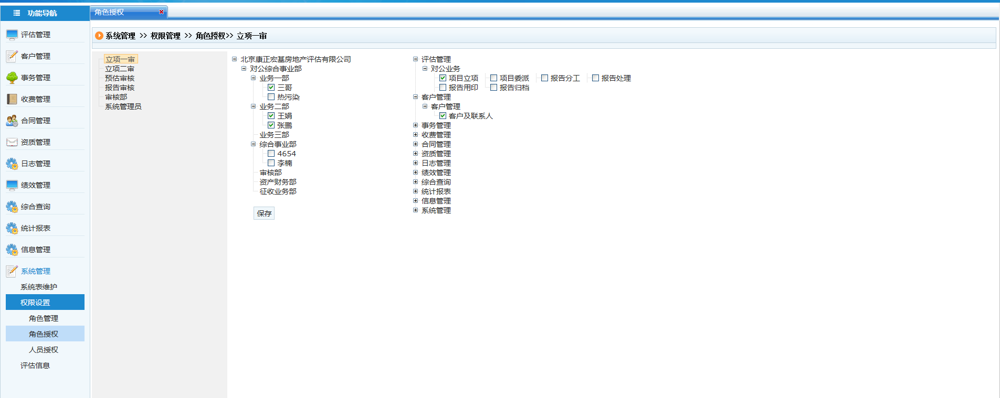 功能导航
评估管理
客户管理
事务管理
收费管理
合同管理
资质管理
日志管理
绩效管理
综合查询
统计报表
信息管理
系统管理
系统表维护
权限设置
角色管理
角色授权
人员授权
评估信息
角色授权
系统管理 >> 权限管理 >> 角色授权>> 立项一审
立项一审
立项二审
预估审核
报告审核
审核部
系统管理员
北京康正宏基房地产评估有限公司
对公综合事业部
业务一部
三哥
热污染
业务二部
王娟
张鹏
业务三部
综合事业部
4654
李楠
审核部
资产财务部
征收业务部
保存
评估管理
对公业务
项目立项 项目委派 报告分工 报告处理
报告用印 报告归档
客户管理
客户管理
客户及联系人
事务管理
收费管理
合同管理
资质管理
日志管理
绩效管理
综合查询
统计报表
信息管理
系统管理